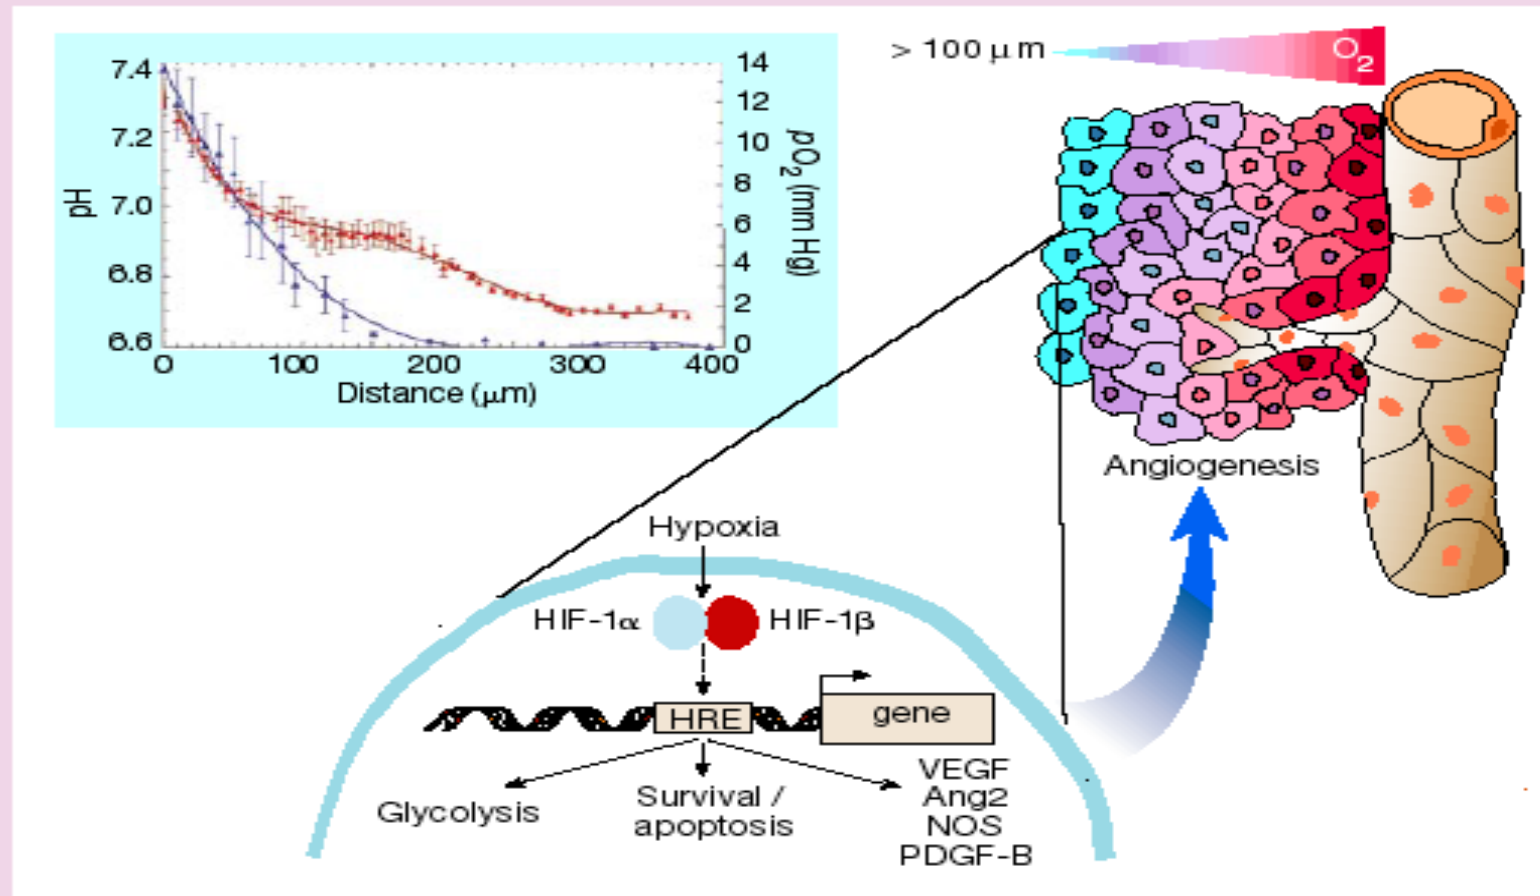 7.4
7.2
7.0
6.8
6.6
pH
14
12
10
8
6
4
2
0
pO₂ (mm Hg)
0 100 200 300 400
Distance (μm)
> 100 μm
O₂
Angiogenesis
Hypoxia
HIF-1α HIF-1β
HRE gene
Glycolysis
Survival /
apoptosis
VEGF
Ang2
NOS
PDGF-B